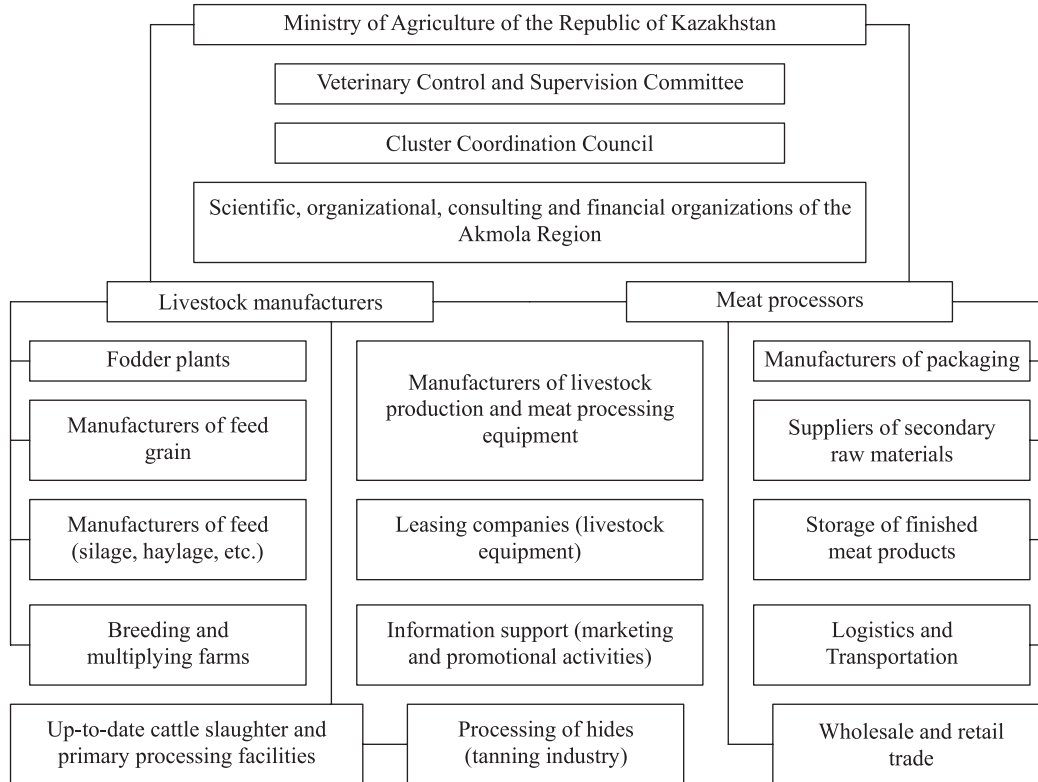 Ministry of Agriculture of the Republic of Kazakhstan
Veterinary Control and Supervision Committee
Cluster Coordination Council
Scientific, organizational, consulting and financial organizations of the
Akmola Region
Livestock manufacturers
Meat processors
Fodder plants
Manufacturers of feed
grain
Manufacturers of feed
(silage, haylage, etc.)
Breeding and
multiplying farms
Manufacturers of livestock
production and meat processing
equipment
Leasing companies (livestock
equipment)
Information support (marketing
and promotional activities)
Manufacturers of packaging
Suppliers of secondary
raw materials
Storage of finished
meat products
Logistics and
Transportation
Up-to-date cattle slaughter and
primary processing facilities
Processing of hides
(tanning industry)
Wholesale and retail
trade